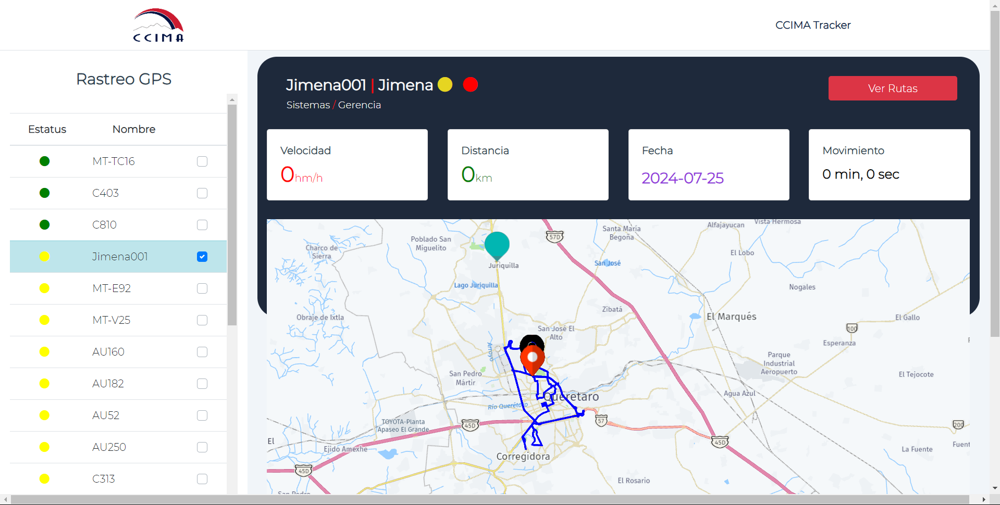 CCIMA
CCIMA Tracker
Rastreo GPS
Estatus Nombre
MT-TC16
C403
C810
Jimena001
MT-E92
MT-V25
AU160
AU182
AU52
AU250
C313
Jimena001 | Jimena
Sistemas / Gerencia
Ver Rutas
Velocidad
0hm/h
Distancia
0km
Fecha
2024-07-25
Movimiento
0 min, 0 sec
Vista Hermosa
Alfajayucan
Santa María
Begoña
57D
Poblado San
Miguelito
Charco de
Sierra
El Lobo
San José
Juriquilla
Lago Juriquilla
Nogales
Zibatá
Obraje de Ixtla
El Marqués
El Gallo
San José El
Alto
100
Esperanza
Arroyo
Parque
Industrial
Aeropuerto
San Pedro
Mártir
El Tejocote
Querétaro
Agua Azul
Río Querétaro
TOYOTA-Planta
Apaseo El Grande
45D
57
200
El
45D
Fuent
Ejido Amexhe
La Fuente
Corregidora
45D
El Rosario
San Pedro